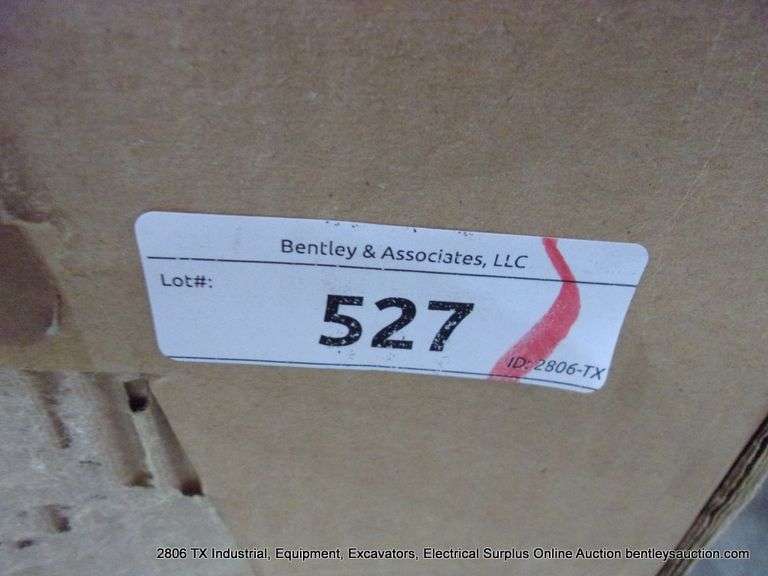 Bentley & Associates, LLC
Lot#:
527
ID: 2806-TX
2806 TX Industrial, Equipment, Excavators, Electrical Surplus Online Auction bentleysauction.com